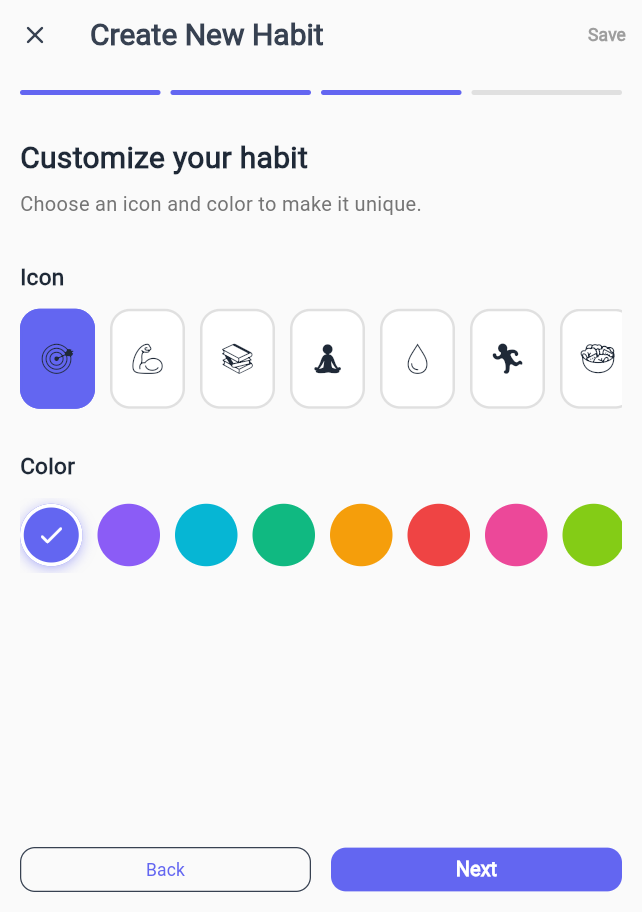 Create New Habit
Save
Customize your habit
Choose an icon and color to make it unique.
Icon
Color
Back
Next